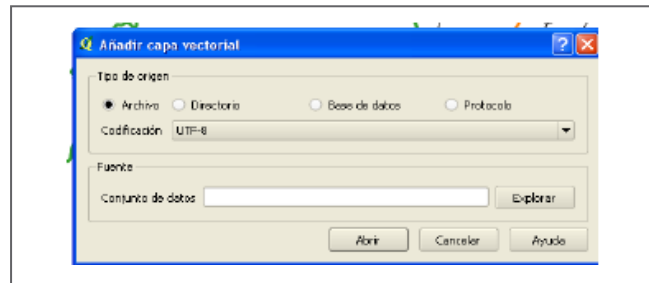 Añadir capa vectorial
Tipo de origen
Archivo Directorio Base de datos Protocolo
Codificación UTF-8
Fuente
Conjunto de datos Explorar
Abrir Cancelar Ayuda